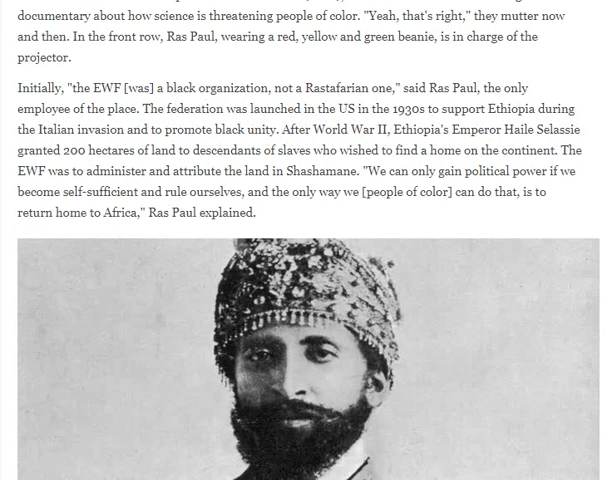 documentary about how science is threatening people of color. "Yeah, that's right," they mutter now
and then. In the front row, Ras Paul, wearing a red, yellow and green beanie, is in charge of the
projector.
Initially, "the EWF [was] a black organization, not a Rastafarian one," said Ras Paul, the only
employee of the place. The federation was launched in the US in the 1930s to support Ethiopia during
the Italian invasion and to promote black unity. After World War II, Ethiopia's Emperor Haile Selassie
granted 200 hectares of land to descendants of slaves who wished to find a home on the continent. The
EWF was to administer and attribute the land in Shashamane. "We can only gain political power if we
become self-sufficient and rule ourselves, and the only way we [people of color] can do that, is to
return home to Africa," Ras Paul explained.